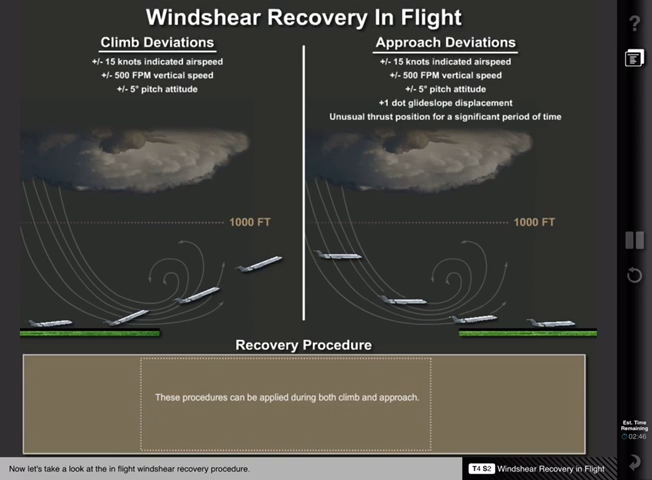 Windshear Recovery In Flight
Climb Deviations
+/- 15 knots indicated airspeed
+/- 500 FPM vertical speed
+/- 5° pitch attitude
Approach Deviations
+/- 15 knots indicated airspeed
+/- 500 FPM vertical speed
+/- 5° pitch attitude
+1 dot glideslope displacement
Unusual thrust position for a significant period of time
1000 FT
1000 FT
Recovery Procedure
These procedures can be applied during both climb and approach.
?
Est. Time
Remaining
02:46
Now let's take a look at the in flight windshear recovery procedure.
T4 S2 Windshear Recovery in Flight